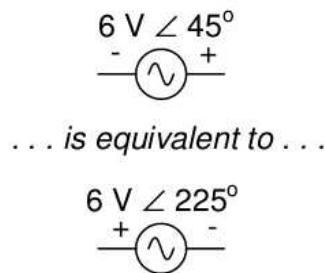 6 V ∠ 45°
- +
. . . is equivalent to . . .
6 V ∠ 225°
+ -